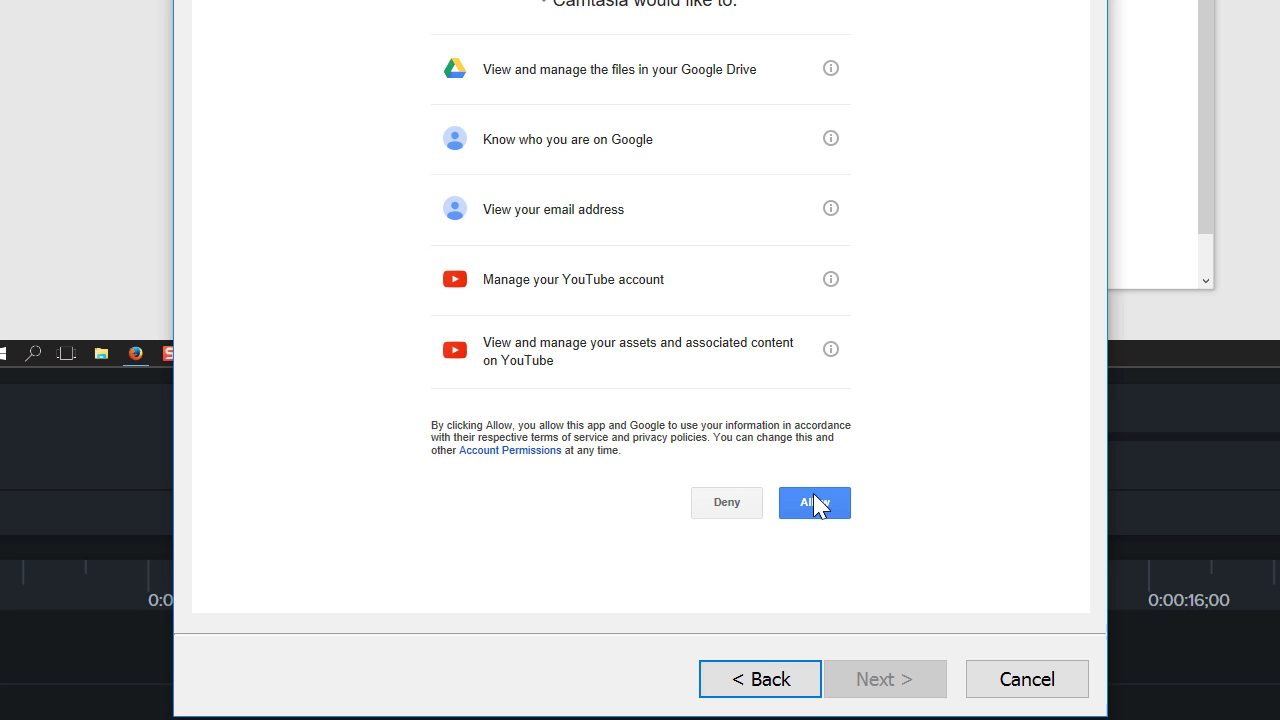 Camtasia would like to:
View and manage the files in your Google Drive
Know who you are on Google
View your email address
Manage your YouTube account
View and manage your assets and associated content
on YouTube
By clicking Allow, you allow this app and Google to use your information in accordance
with their respective terms of service and privacy policies. You can change this and
other Account Permissions at any time.
Deny
0:00:16;00
< Back
Next >
Cancel